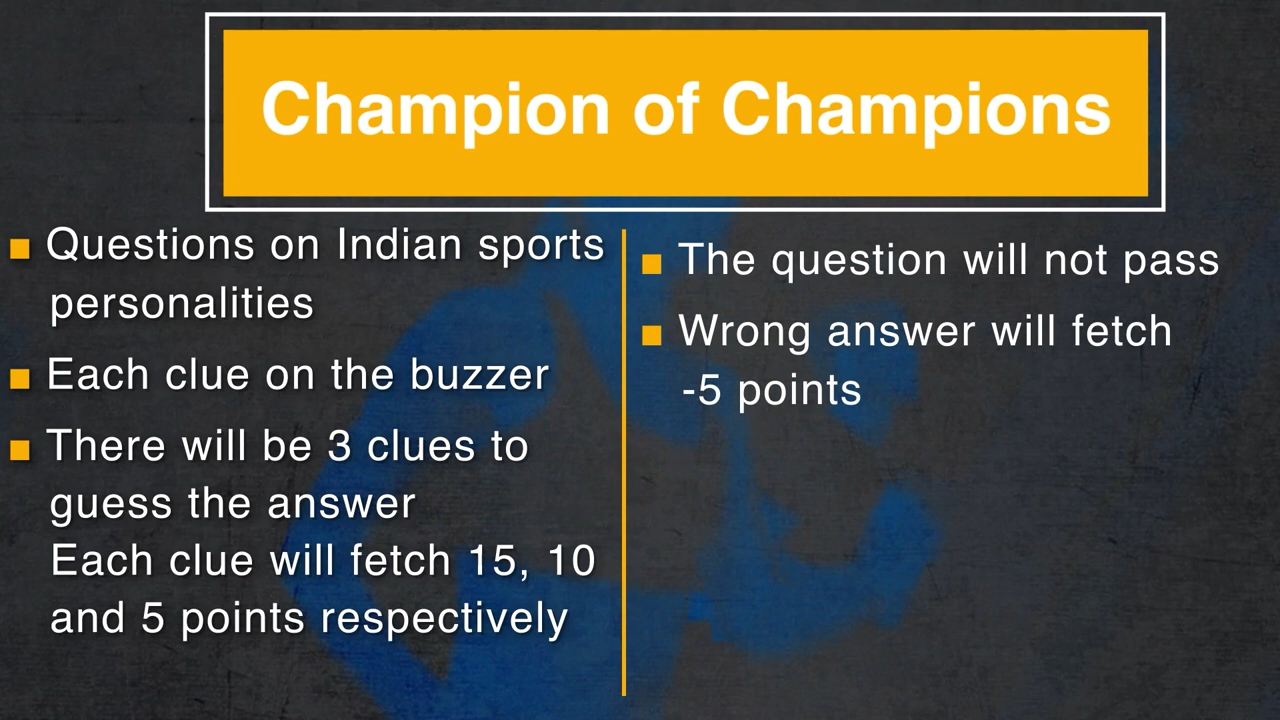 Champion of Champions
Questions on Indian sports
personalities
Each clue on the buzzer
There will be 3 clues to
guess the answer
Each clue will fetch 15, 10
and 5 points respectively
The question will not pass
Wrong answer will fetch
-5 points